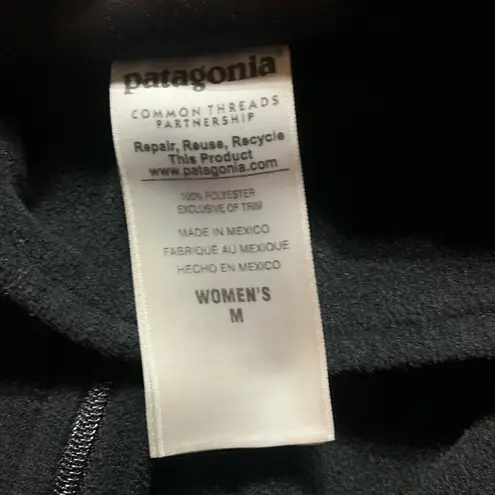 patagonia®
COMMON THREADS
PARTNERSHIP
Repair, Reuse, Recycle
This Product
www.patagonia.com
100% POLYESTER
EXCLUSIVE OF TRIM
MADE IN MEXICO
FABRIQUÉ AU MEXIQUE
HECHO EN MÉXICO
WOMEN'S
M